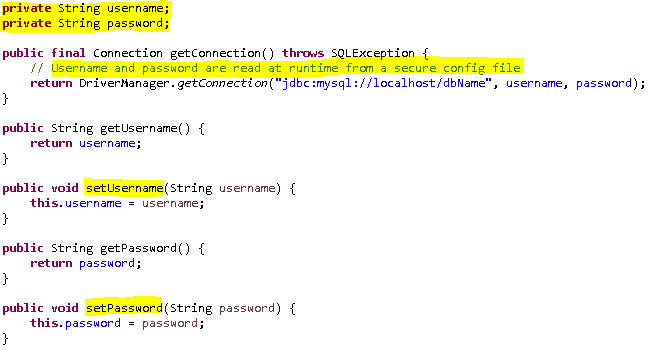 private String username;
private String password;
public final Connection getConnection() throws SQLException {
// Username and password are read at runtime from a secure config file
return DriverManager.getConnection("jdbc:mysql://localhost/dbName", username, password);
}
public String getUsername() {
return username;
}
public void setUsername(String username) {
this.username = username;
}
public String getPassword() {
return password;
}
public void setPassword(String password) {
this.password = password;
}